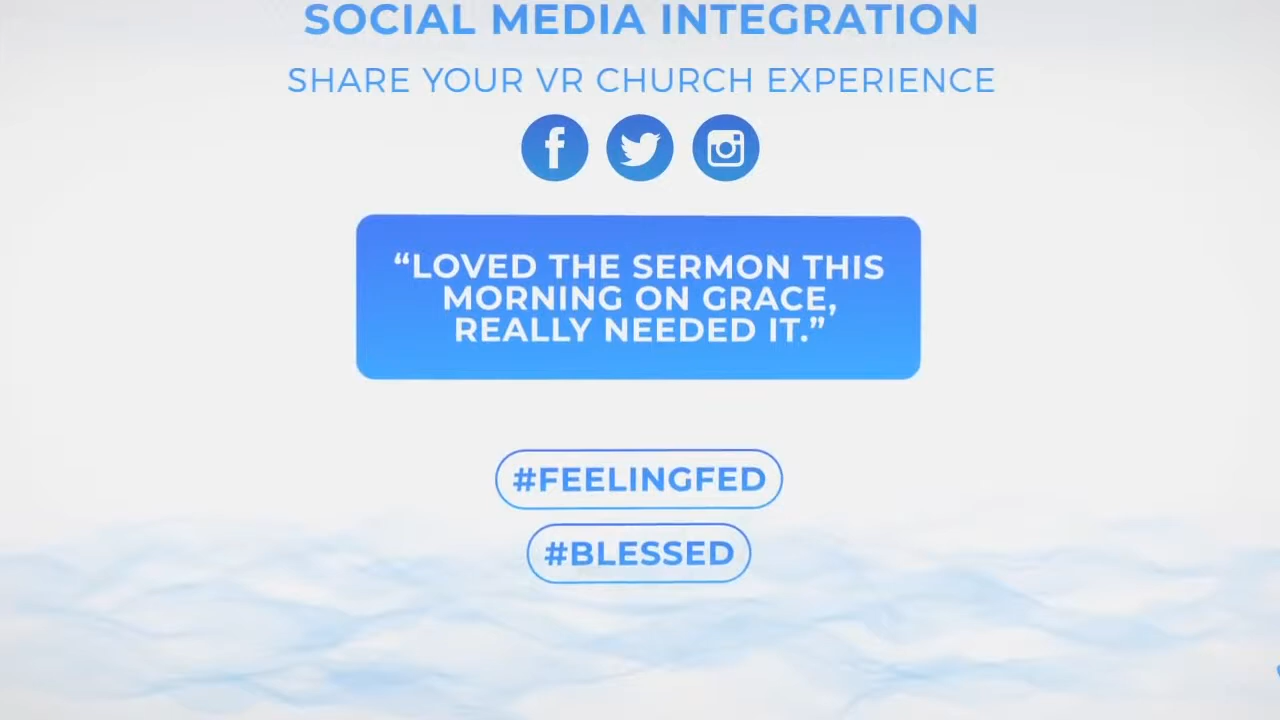 SOCIAL MEDIA INTEGRATION
SHARE YOUR VR CHURCH EXPERIENCE
“LOVED THE SERMON THIS
MORNING ON GRACE,
REALLY NEEDED IT.”
#FEELINGFED
#BLESSED